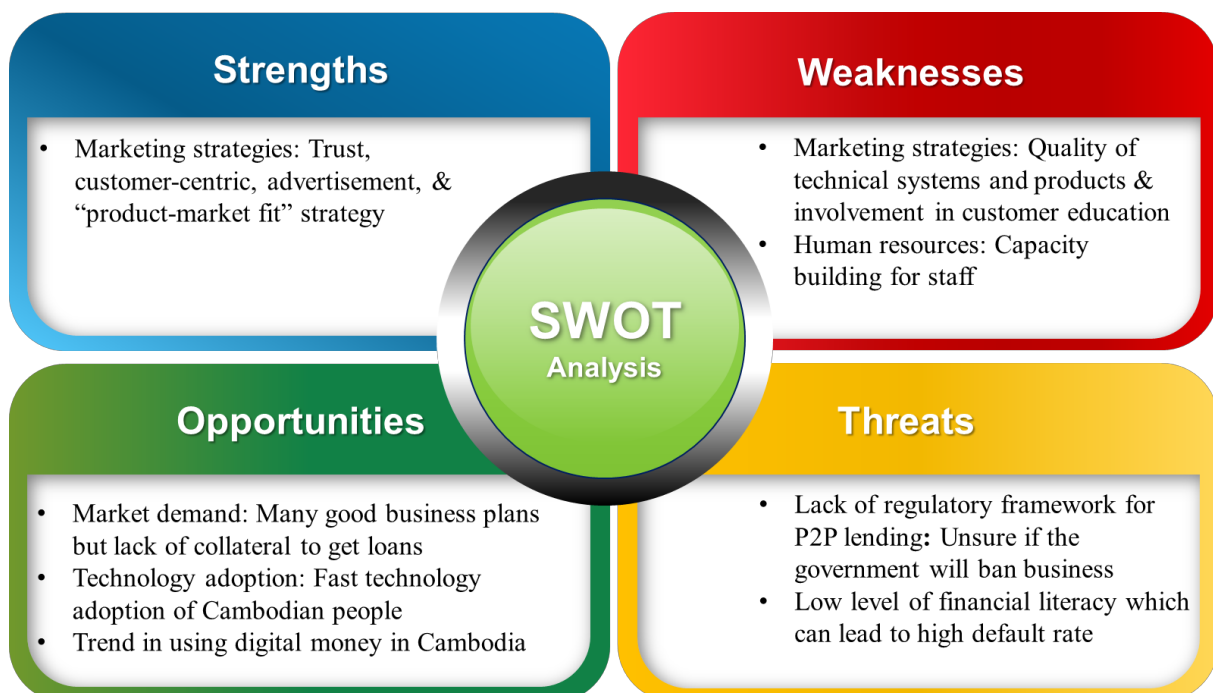 Strengths
• Marketing strategies: Trust,
customer-centric, advertisement, &
“product-market fit” strategy
Weaknesses
• Marketing strategies: Quality of
technical systems and products &
involvement in customer education
• Human resources: Capacity
building for staff
SWOT
Analysis
Opportunities
• Market demand: Many good business plans
but lack of collateral to get loans
• Technology adoption: Fast technology
adoption of Cambodian people
• Trend in using digital money in Cambodia
Threats
• Lack of regulatory framework for
P2P lending: Unsure if the
government will ban business
• Low level of financial literacy which
can lead to high default rate